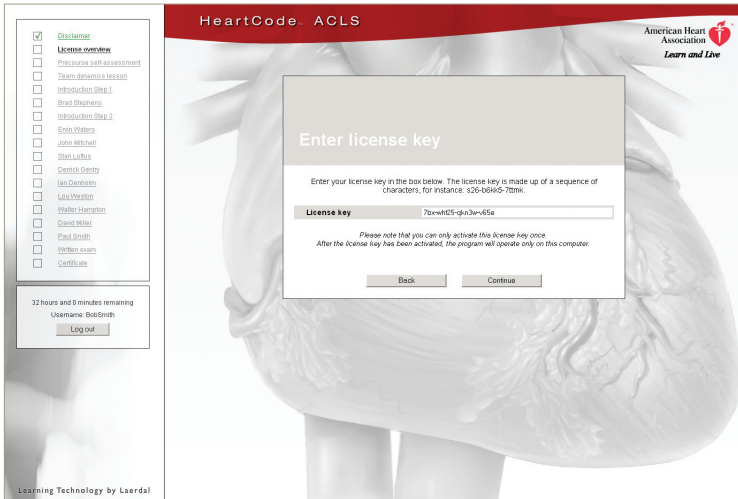 HeartCode™ ACLS
American Heart
Association
Learn and Live
Disclaimer
License overview
Precourse self-assessment
Team dynamics lesson
Introduction Step 1
Brad Stephens
Introduction Step 2
Ervin Waters
John Mitchell
Stan Loftus
Derrick Gentry
Ian Denholm
Lou Weston
Walter Hampton
David Miller
Paul Smith
Written exam
Certificate
32 hours and 0 minutes remaining
Username: BobSmith
Log out
Learning Technology by Laerdal
Enter license key
Enter your license key in the box below. The license key is made up of a sequence of
characters, for instance: s26-b6kk5-7ttmk.
License key 7bx-wht25-qkn3w-v65e
Please note that you can only activate this license key once.
After the license key has been activated, the program will operate only on this computer.
Back Continue